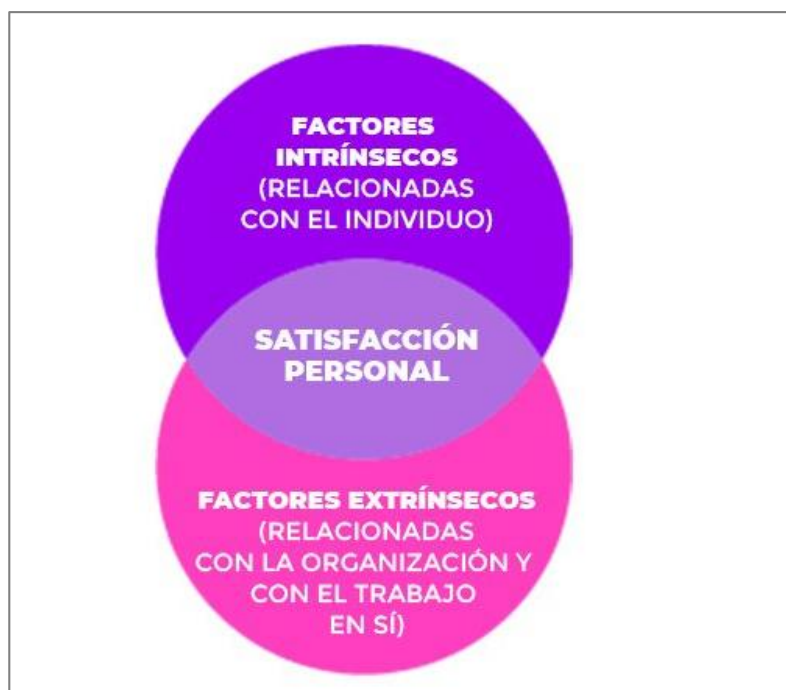 FACTORES
INTRÍNSECOS
(RELACIONADAS
CON EL INDIVIDUO)
SATISFACCIÓN
PERSONAL
FACTORES EXTRÍNSECOS
(RELACIONADAS
CON LA ORGANIZACIÓN Y
CON EL TRABAJO
EN SÍ)